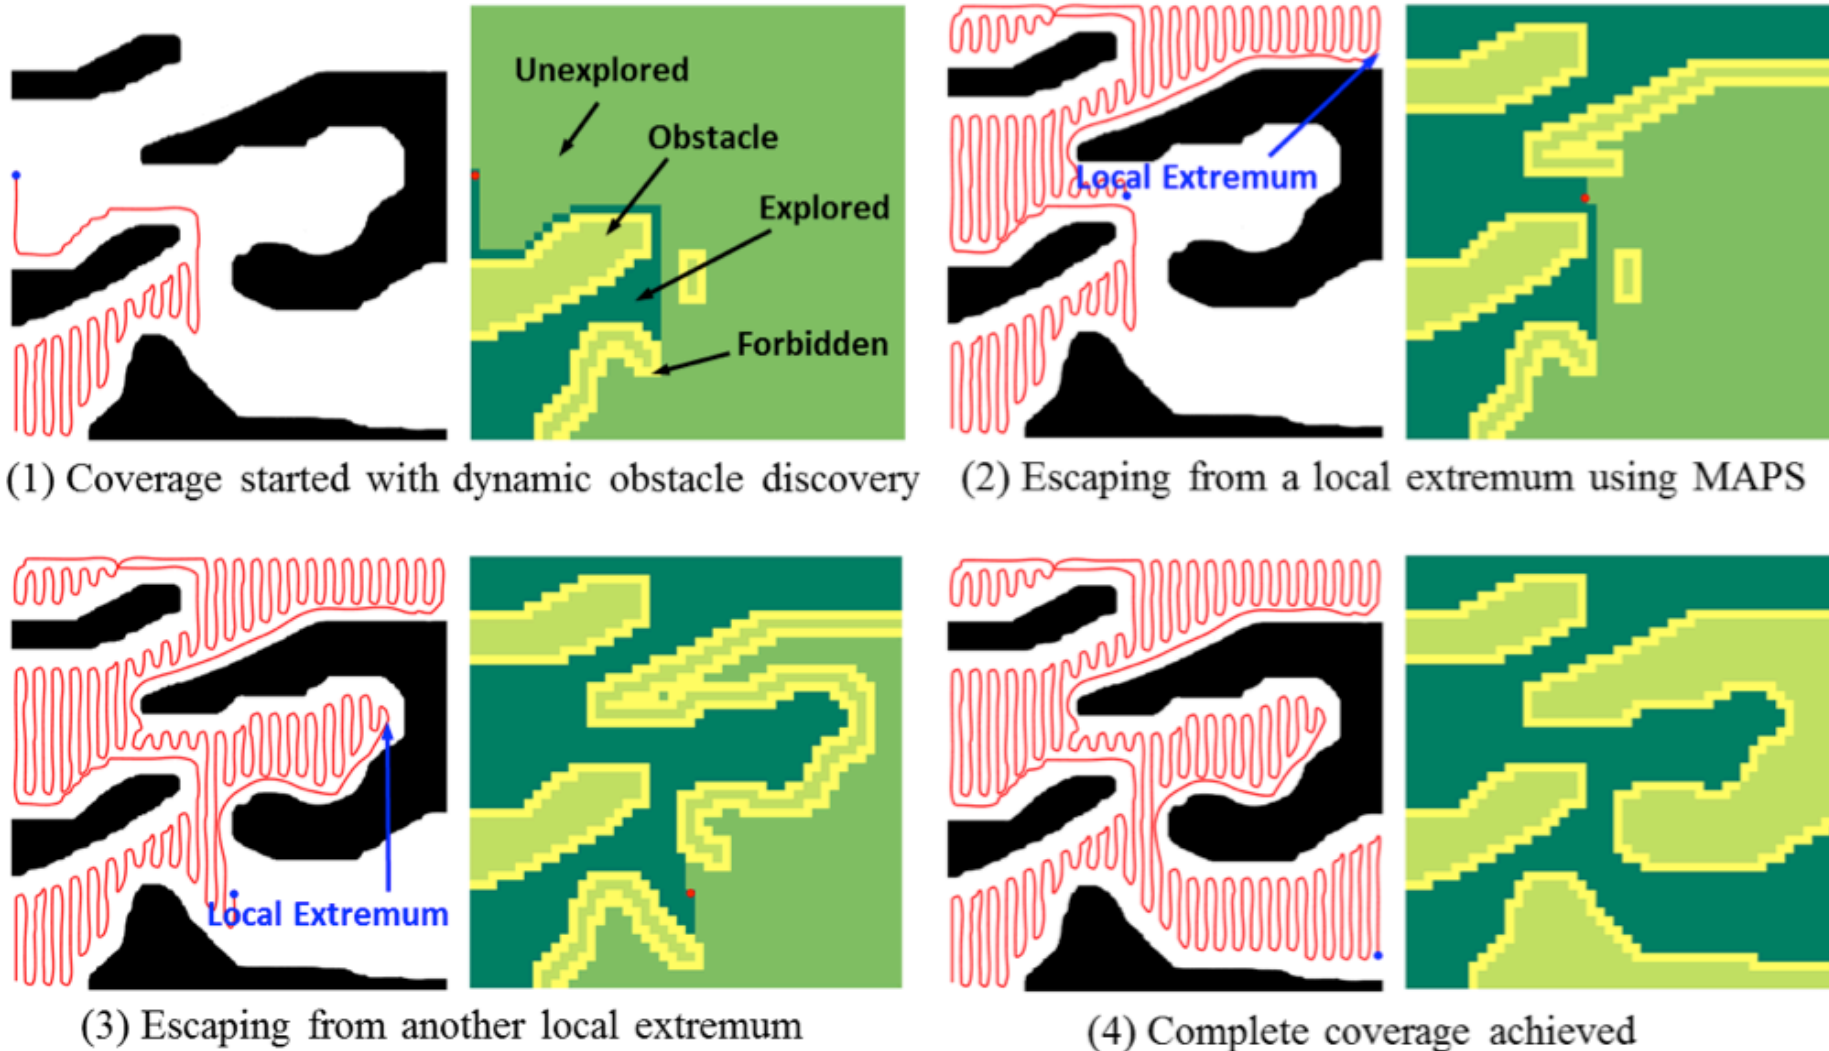 Unexplored
Obstacle
Explored
Forbidden
Local Extremum
(1) Coverage started with dynamic obstacle discovery
(2) Escaping from a local extremum using MAPS
Local Extremum
(3) Escaping from another local extremum
(4) Complete coverage achieved